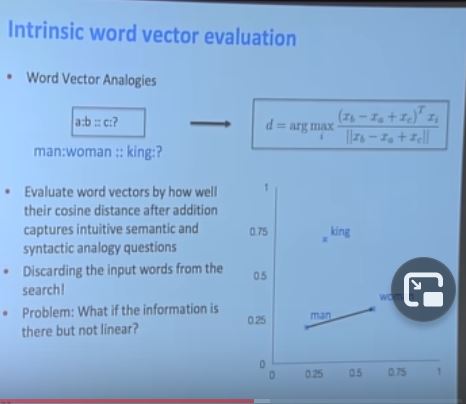 Intrinsic word vector evaluation
• Word Vector Analogies
a:b :: c:?
d = arg max_i (x_b − x_a + x_c)^T x_i / ||x_b − x_a + x_c||
man:woman :: king:?
• Evaluate word vectors by how well
their cosine distance after addition
captures intuitive semantic and
syntactic analogy questions
• Discarding the input words from the
search!
• Problem: What if the information is
there but not linear?
1
0.75
king
0.5
man
0.25
0
0 0.25 0.5 0.75 1